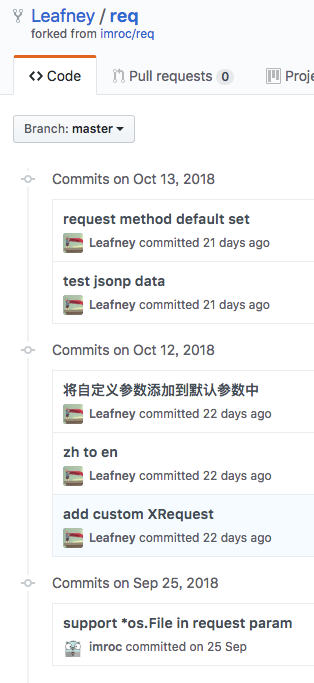 Leafney / req
forked from imroc/req
Code Pull requests 0 Proje
Branch: master
Commits on Oct 13, 2018
request method default set
Leafney committed 21 days ago
test jsonp data
Leafney committed 21 days ago
Commits on Oct 12, 2018
将自定义参数添加到默认参数中
Leafney committed 22 days ago
zh to en
Leafney committed 22 days ago
add custom XRequest
Leafney committed 22 days ago
Commits on Sep 25, 2018
support *os.File in request param
imroc committed on 25 Sep